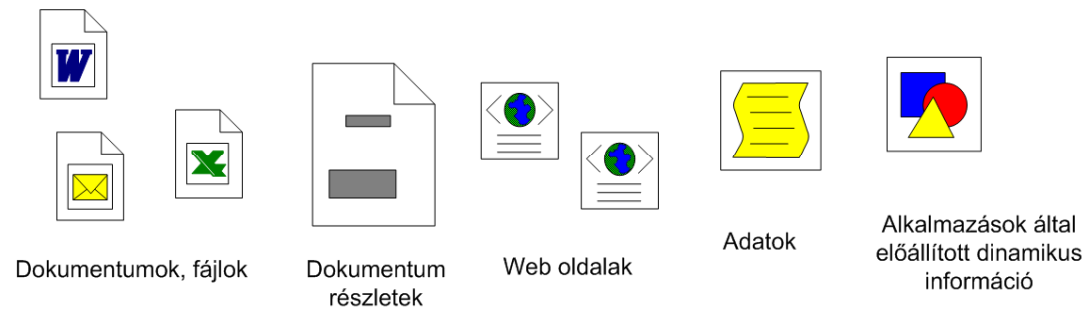 W
X
Dokumentumok, fájlok
Dokumentum
részletek
Web oldalak
Adatok
Alkalmazások által
előállított dinamikus
információ